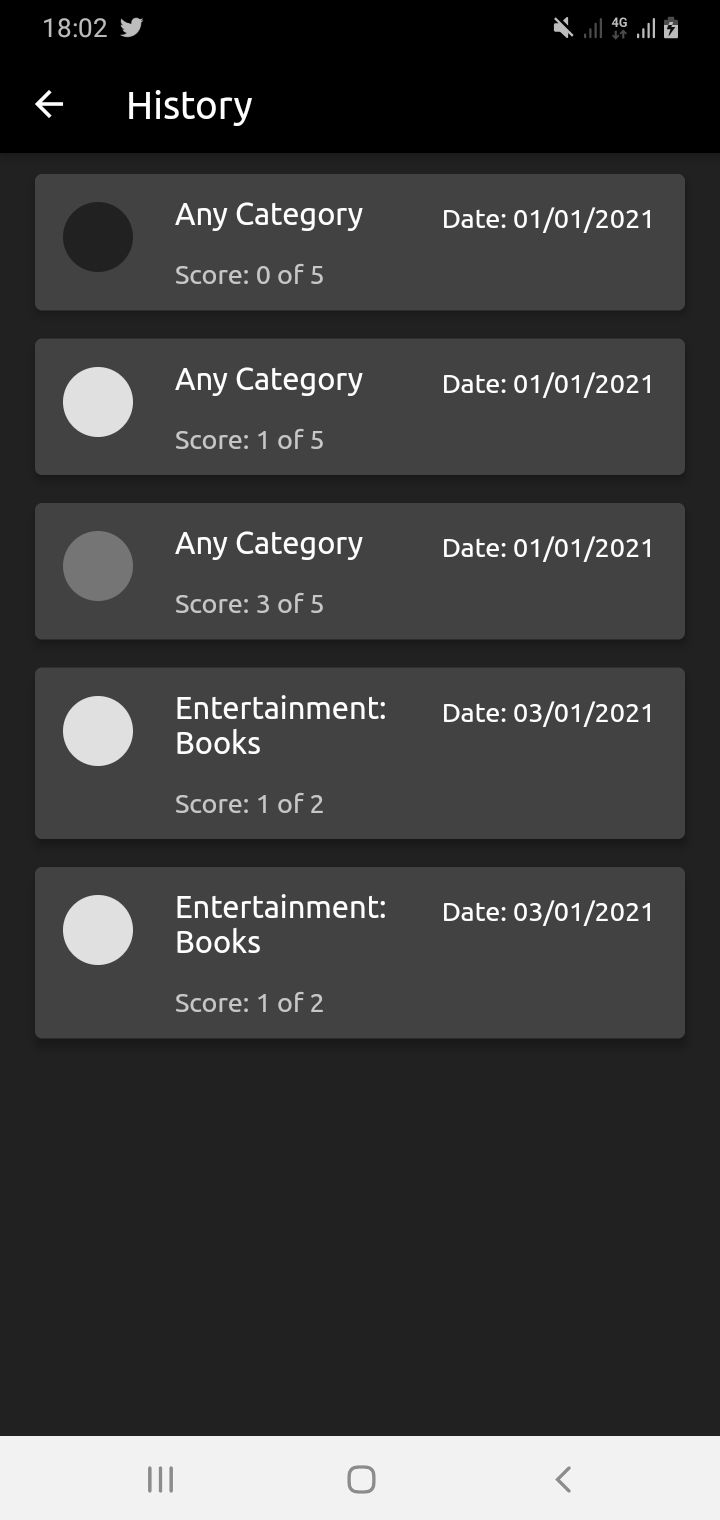 18:02
4G
History
Any Category
Date: 01/01/2021
Score: 0 of 5
Any Category
Date: 01/01/2021
Score: 1 of 5
Any Category
Date: 01/01/2021
Score: 3 of 5
Entertainment:
Books
Date: 03/01/2021
Score: 1 of 2
Entertainment:
Books
Date: 03/01/2021
Score: 1 of 2